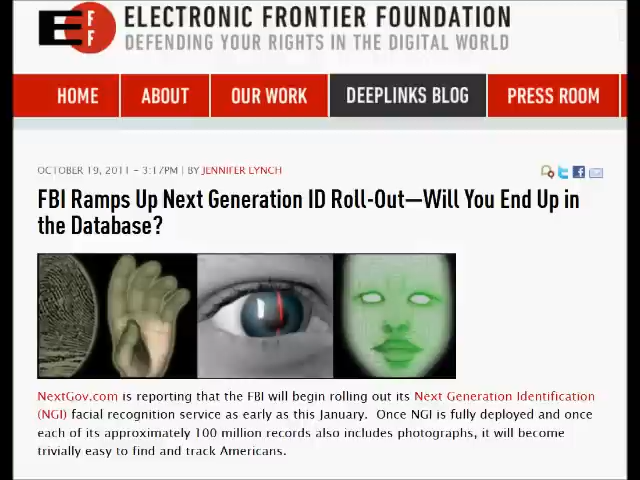 EFF
ELECTRONIC FRONTIER FOUNDATION
DEFENDING YOUR RIGHTS IN THE DIGITAL WORLD
HOME ABOUT OUR WORK DEEPLINKS BLOG PRESS ROOM
OCTOBER 19, 2011 - 3:17PM | BY JENNIFER LYNCH
FBI Ramps Up Next Generation ID Roll-Out—Will You End Up in
the Database?
NextGov.com is reporting that the FBI will begin rolling out its Next Generation Identification
(NGI) facial recognition service as early as this January. Once NGI is fully deployed and once
each of its approximately 100 million records also includes photographs, it will become
trivially easy to find and track Americans.